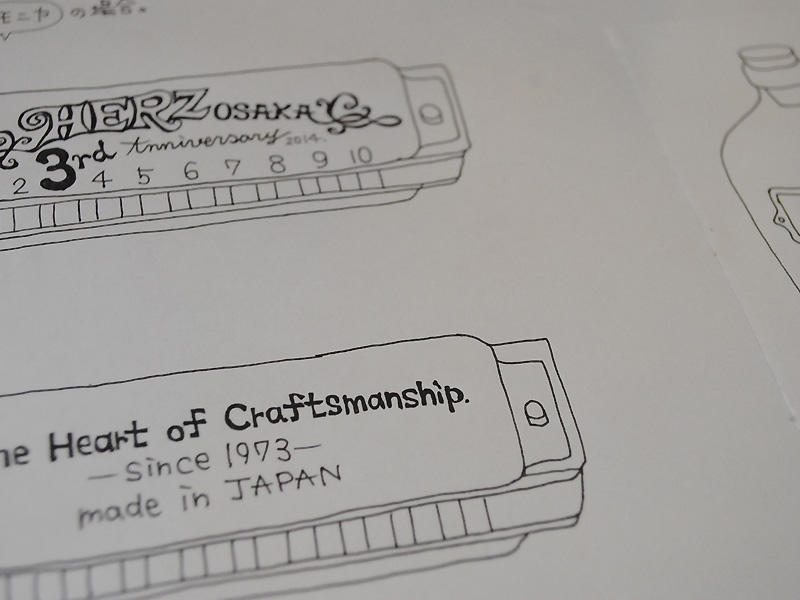 モニカ の場合。
HERZ OSAKA
3rd Anniversary 2014.
2 4 5 6 7 8 9 10
he Heart of Craftsmanship.
—Since 1973—
made in JAPAN